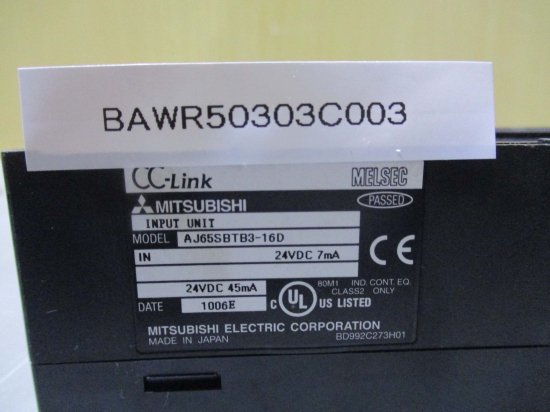 BAWR50303C003
CC-Link MELSEC
MITSUBISHI PASSED
INPUT UNIT
MODEL AJ65SBTB3-16D
IN 24VDC 7mA
24VDC 45mA
80M1 IND. CONT. EQ.
CLASS2 ONLY
C UL US LISTED
DATE 1006E
MITSUBISHI ELECTRIC CORPORATION
MADE IN JAPAN BD992C273H01
CE